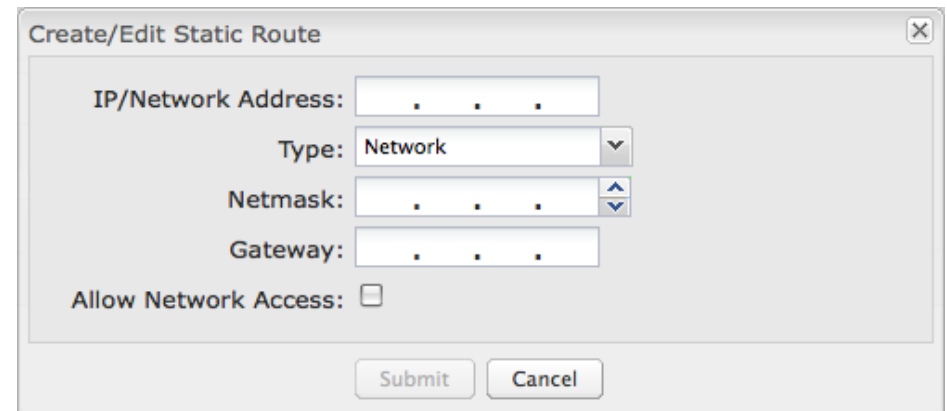 Create/Edit Static Route
IP/Network Address: . . .
Type: Network
Netmask: . . .
Gateway: . . .
Allow Network Access:
Submit Cancel